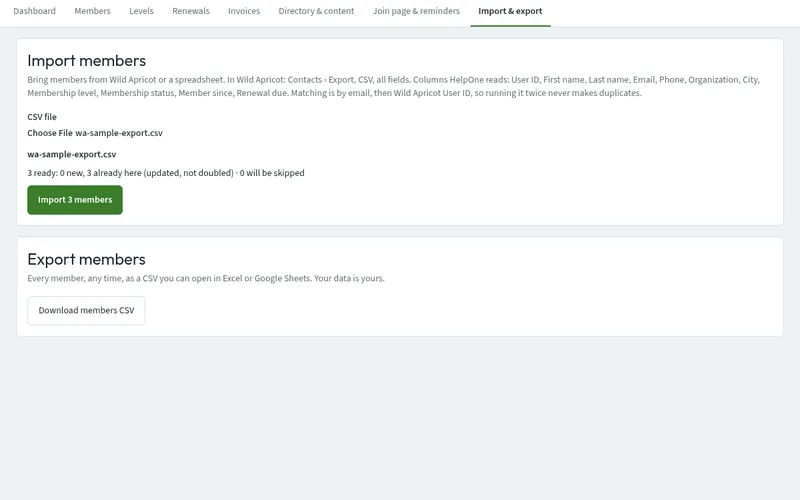 Dashboard Members Levels Renewals Invoices Directory & content Join page & reminders Import & export
Import members
Bring members from Wild Apricot or a spreadsheet. In Wild Apricot: Contacts › Export, CSV, all fields. Columns HelpOne reads: User ID, First name, Last name, Email, Phone, Organization, City,
Membership level, Membership status, Member since, Renewal due. Matching is by email, then Wild Apricot User ID, so running it twice never makes duplicates.
CSV file
Choose File wa-sample-export.csv
wa-sample-export.csv
3 ready: 0 new, 3 already here (updated, not doubled) · 0 will be skipped
Import 3 members
Export members
Every member, any time, as a CSV you can open in Excel or Google Sheets. Your data is yours.
Download members CSV